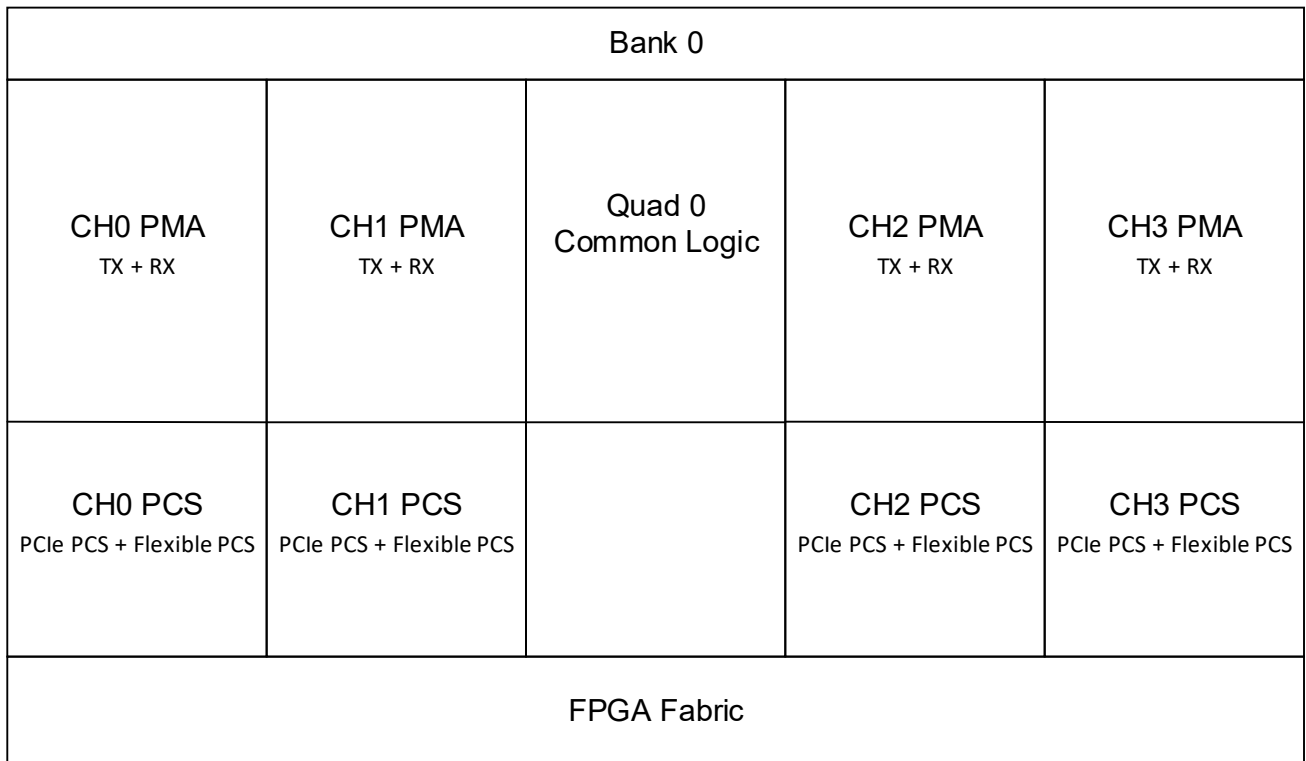 Bank 0
CH0 PMA
TX + RX
CH1 PMA
TX + RX
Quad 0
Common Logic
CH2 PMA
TX + RX
CH3 PMA
TX + RX
CH0 PCS
PCIe PCS + Flexible PCS
CH1 PCS
PCIe PCS + Flexible PCS
CH2 PCS
PCIe PCS + Flexible PCS
CH3 PCS
PCIe PCS + Flexible PCS
FPGA Fabric